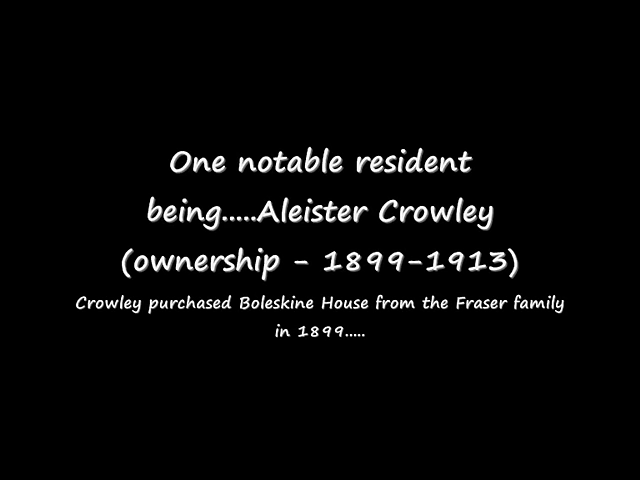 One notable resident
being.....Aleister Crowley
(ownership - 1899-1913)
Crowley purchased Boleskine House from the Fraser family
in 1899.....